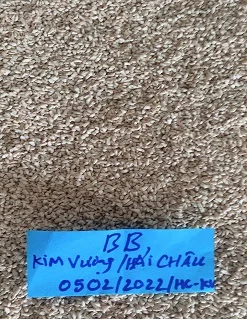 BB,
Kim Vượng/HẢI CHÂU
0502/2022/HC-KV